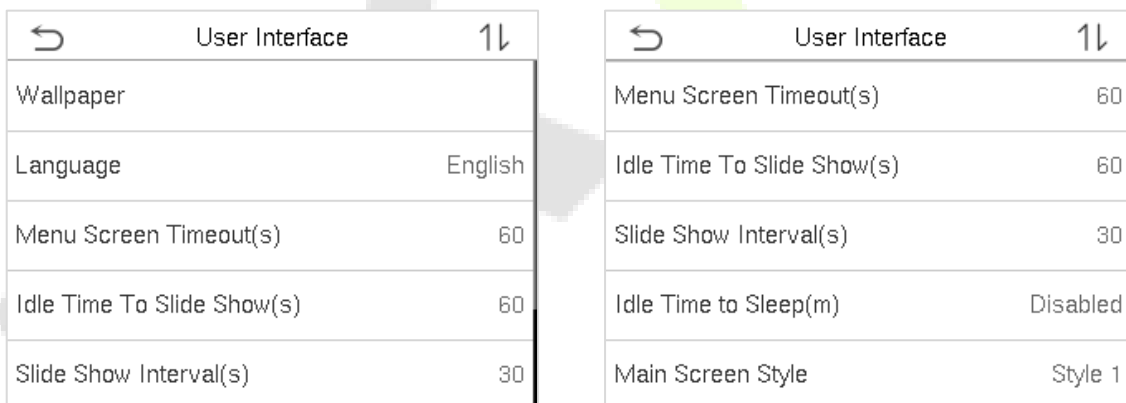 User Interface
Wallpaper
Language English
Menu Screen Timeout(s) 60
Idle Time To Slide Show(s) 60
Slide Show Interval(s) 30
User Interface
Menu Screen Timeout(s) 60
Idle Time To Slide Show(s) 60
Slide Show Interval(s) 30
Idle Time to Sleep(m) Disabled
Main Screen Style Style 1